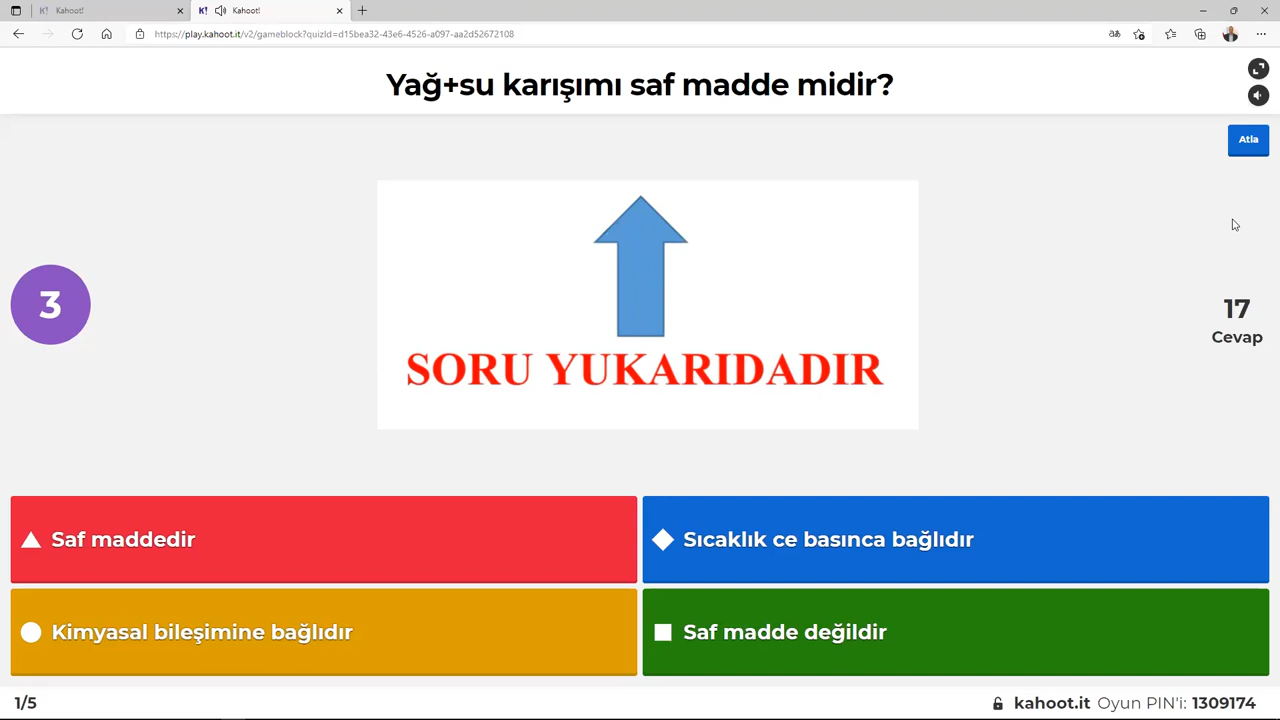 Kahoot!
Kahoot!
https://play.kahoot.it/v2/gameblock?quizId=d15bea32-43e6-4526-a097-aa2d52672108
Yağ+su karışımı saf madde midir?
Atla
3
17
Cevap
SORU YUKARIDADIR
Saf maddedir
Sıcaklık ce basınca bağlıdır
Kimyasal bileşimine bağlıdır
Saf madde değildir
1/5
kahoot.it Oyun PIN'i: 1309174